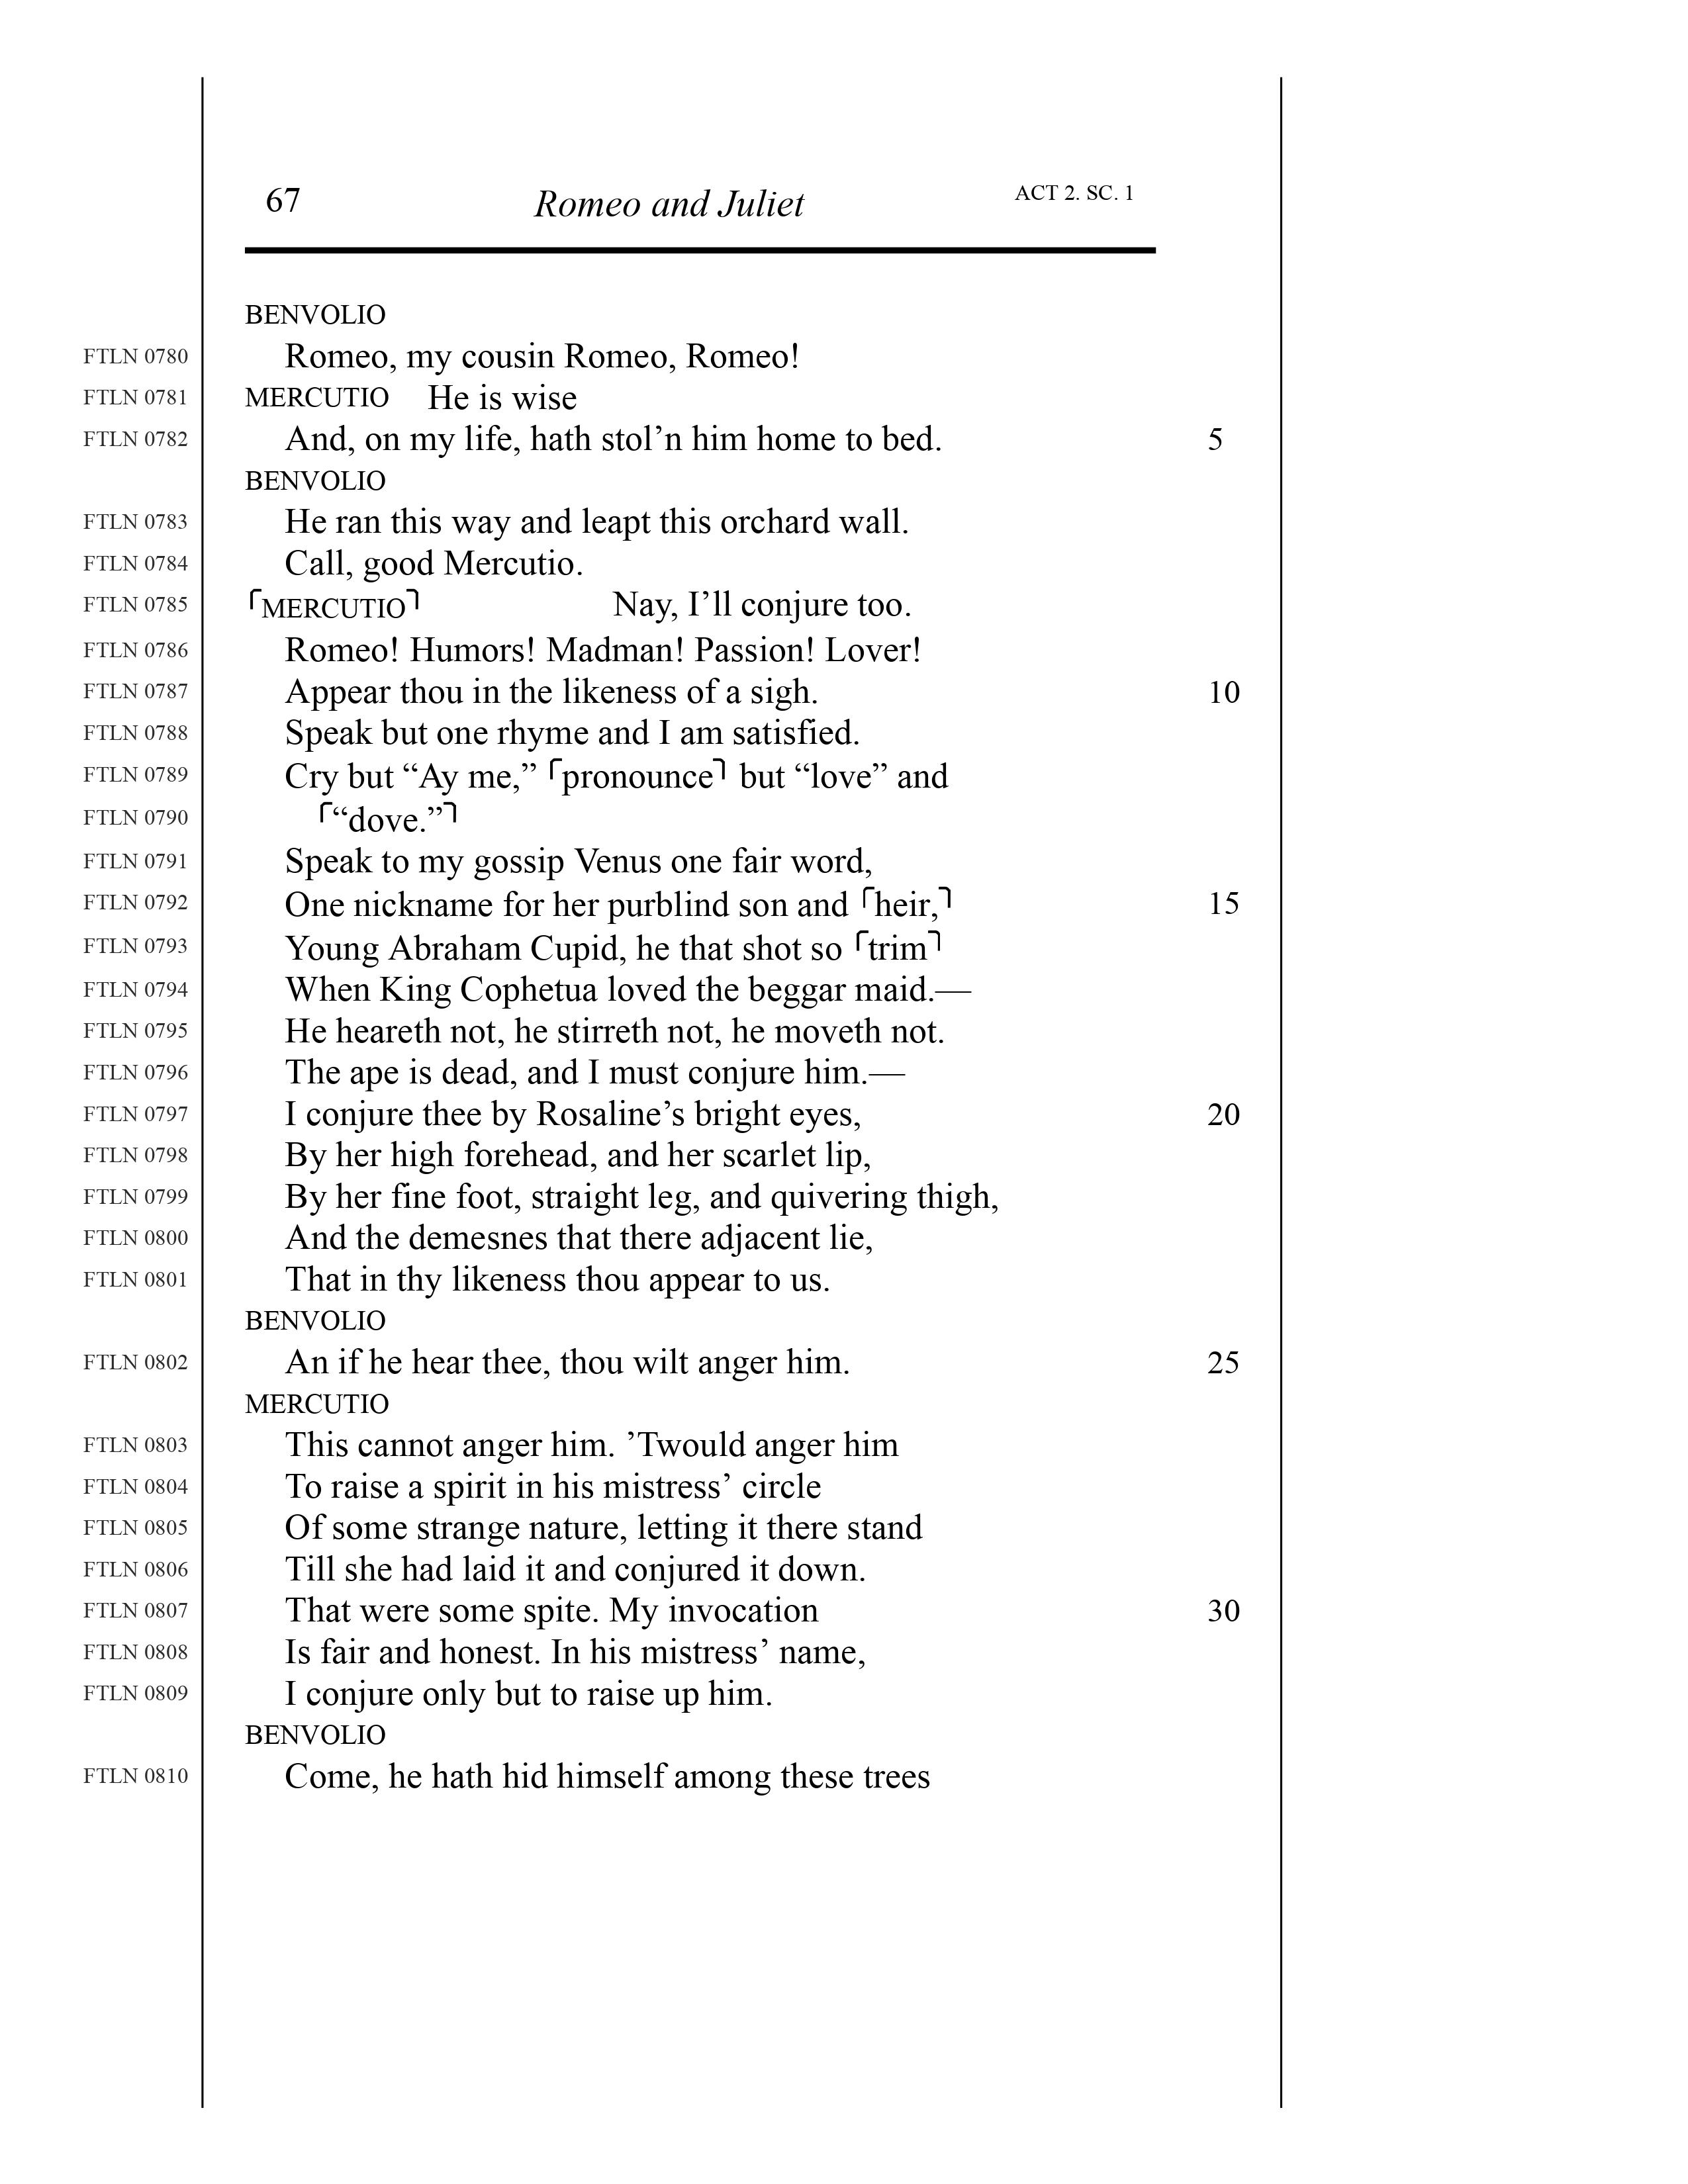 67 Romeo and Juliet ACT 2. SC. 1
BENVOLIO
FTLN 0780 Romeo, my cousin Romeo, Romeo!
FTLN 0781 MERCUTIO He is wise
FTLN 0782 And, on my life, hath stol’n him home to bed. 5
BENVOLIO
FTLN 0783 He ran this way and leapt this orchard wall.
FTLN 0784 Call, good Mercutio.
FTLN 0785 ⌜MERCUTIO⌝ Nay, I’ll conjure too.
FTLN 0786 Romeo! Humors! Madman! Passion! Lover!
FTLN 0787 Appear thou in the likeness of a sigh. 10
FTLN 0788 Speak but one rhyme and I am satisfied.
FTLN 0789 Cry but “Ay me,” ⌜pronounce⌝ but “love” and
FTLN 0790 ⌜“dove.”⌝
FTLN 0791 Speak to my gossip Venus one fair word,
FTLN 0792 One nickname for her purblind son and ⌜heir,⌝ 15
FTLN 0793 Young Abraham Cupid, he that shot so ⌜trim⌝
FTLN 0794 When King Cophetua loved the beggar maid.—
FTLN 0795 He heareth not, he stirreth not, he moveth not.
FTLN 0796 The ape is dead, and I must conjure him.—
FTLN 0797 I conjure thee by Rosaline’s bright eyes, 20
FTLN 0798 By her high forehead, and her scarlet lip,
FTLN 0799 By her fine foot, straight leg, and quivering thigh,
FTLN 0800 And the demesnes that there adjacent lie,
FTLN 0801 That in thy likeness thou appear to us.
BENVOLIO
FTLN 0802 An if he hear thee, thou wilt anger him. 25
MERCUTIO
FTLN 0803 This cannot anger him. ’Twould anger him
FTLN 0804 To raise a spirit in his mistress’ circle
FTLN 0805 Of some strange nature, letting it there stand
FTLN 0806 Till she had laid it and conjured it down.
FTLN 0807 That were some spite. My invocation 30
FTLN 0808 Is fair and honest. In his mistress’ name,
FTLN 0809 I conjure only but to raise up him.
BENVOLIO
FTLN 0810 Come, he hath hid himself among these trees